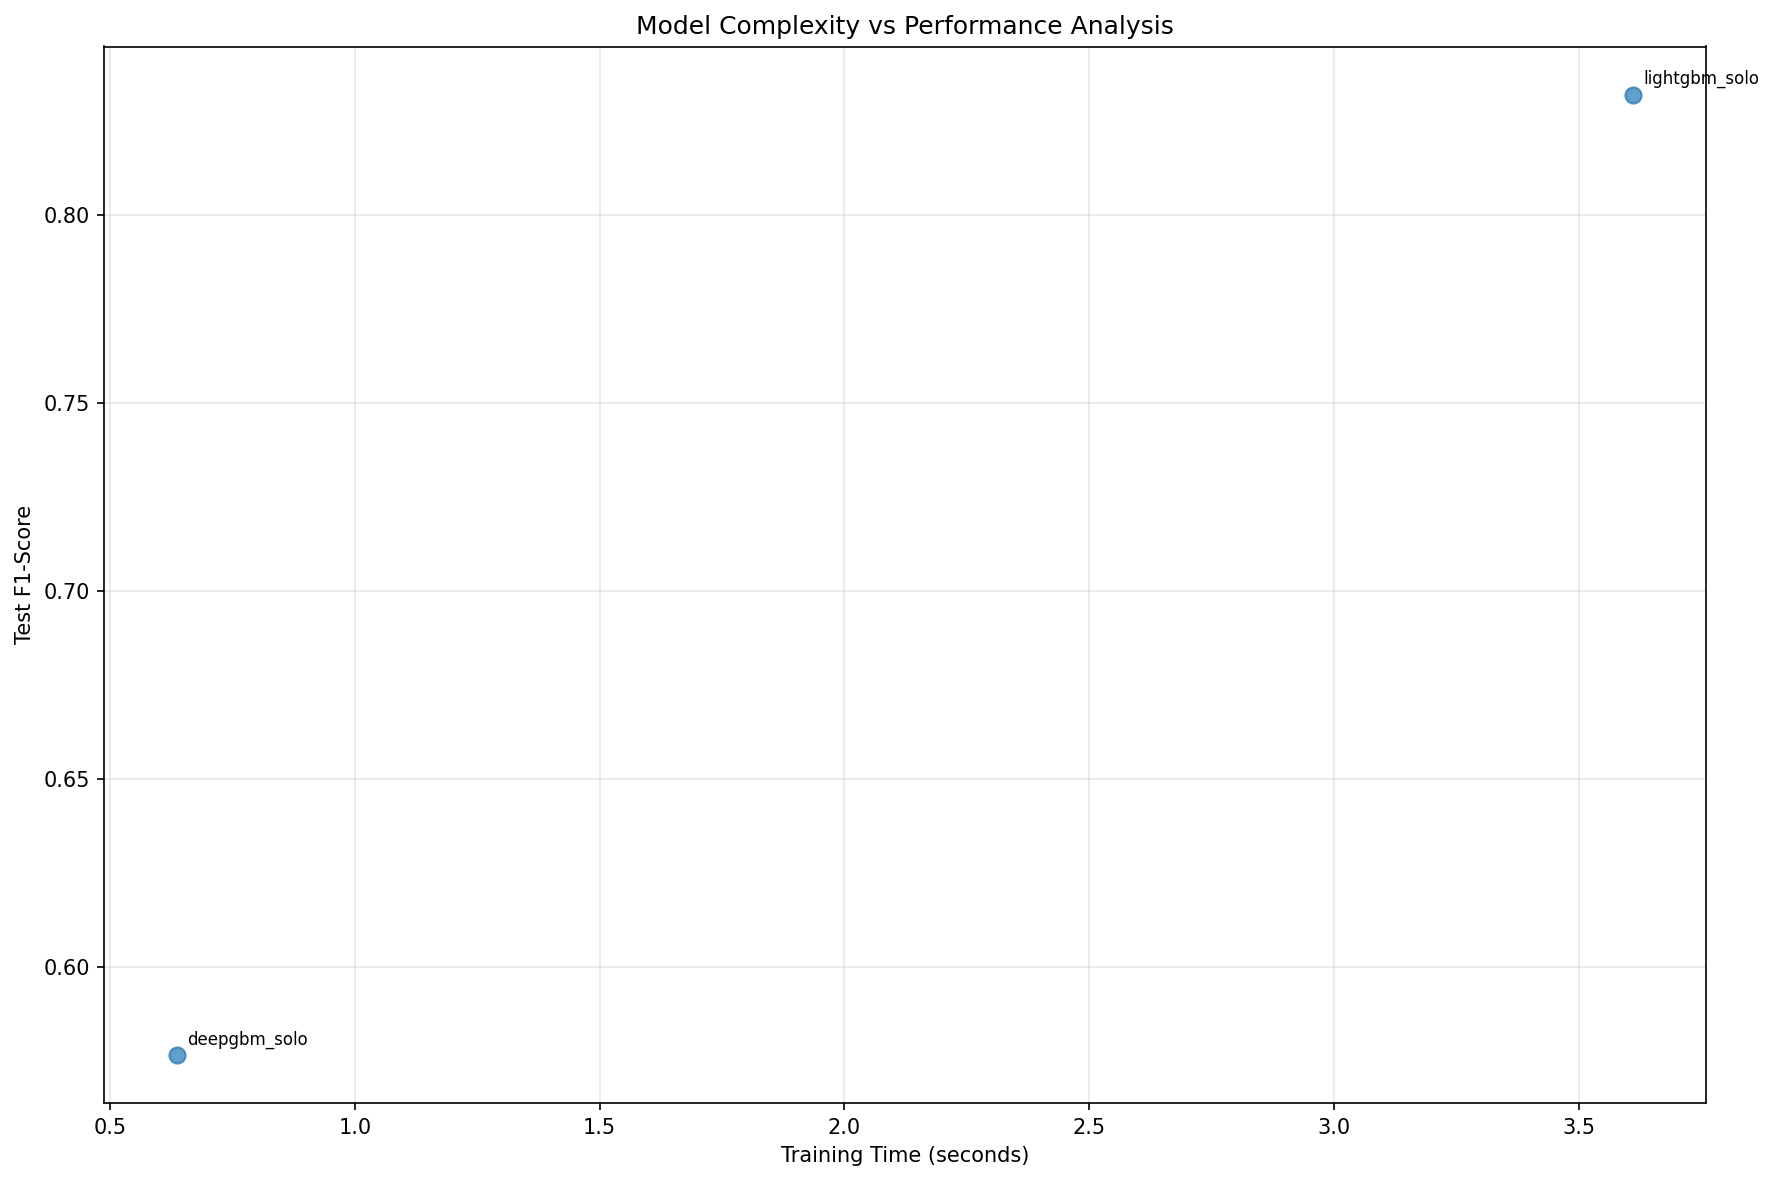 Model Complexity vs Performance Analysis
lightgbm_solo
0.80
0.75
0.70
0.65
0.60
Test F1-Score
deepgbm_solo
0.5 1.0 1.5 2.0 2.5 3.0 3.5
Training Time (seconds)